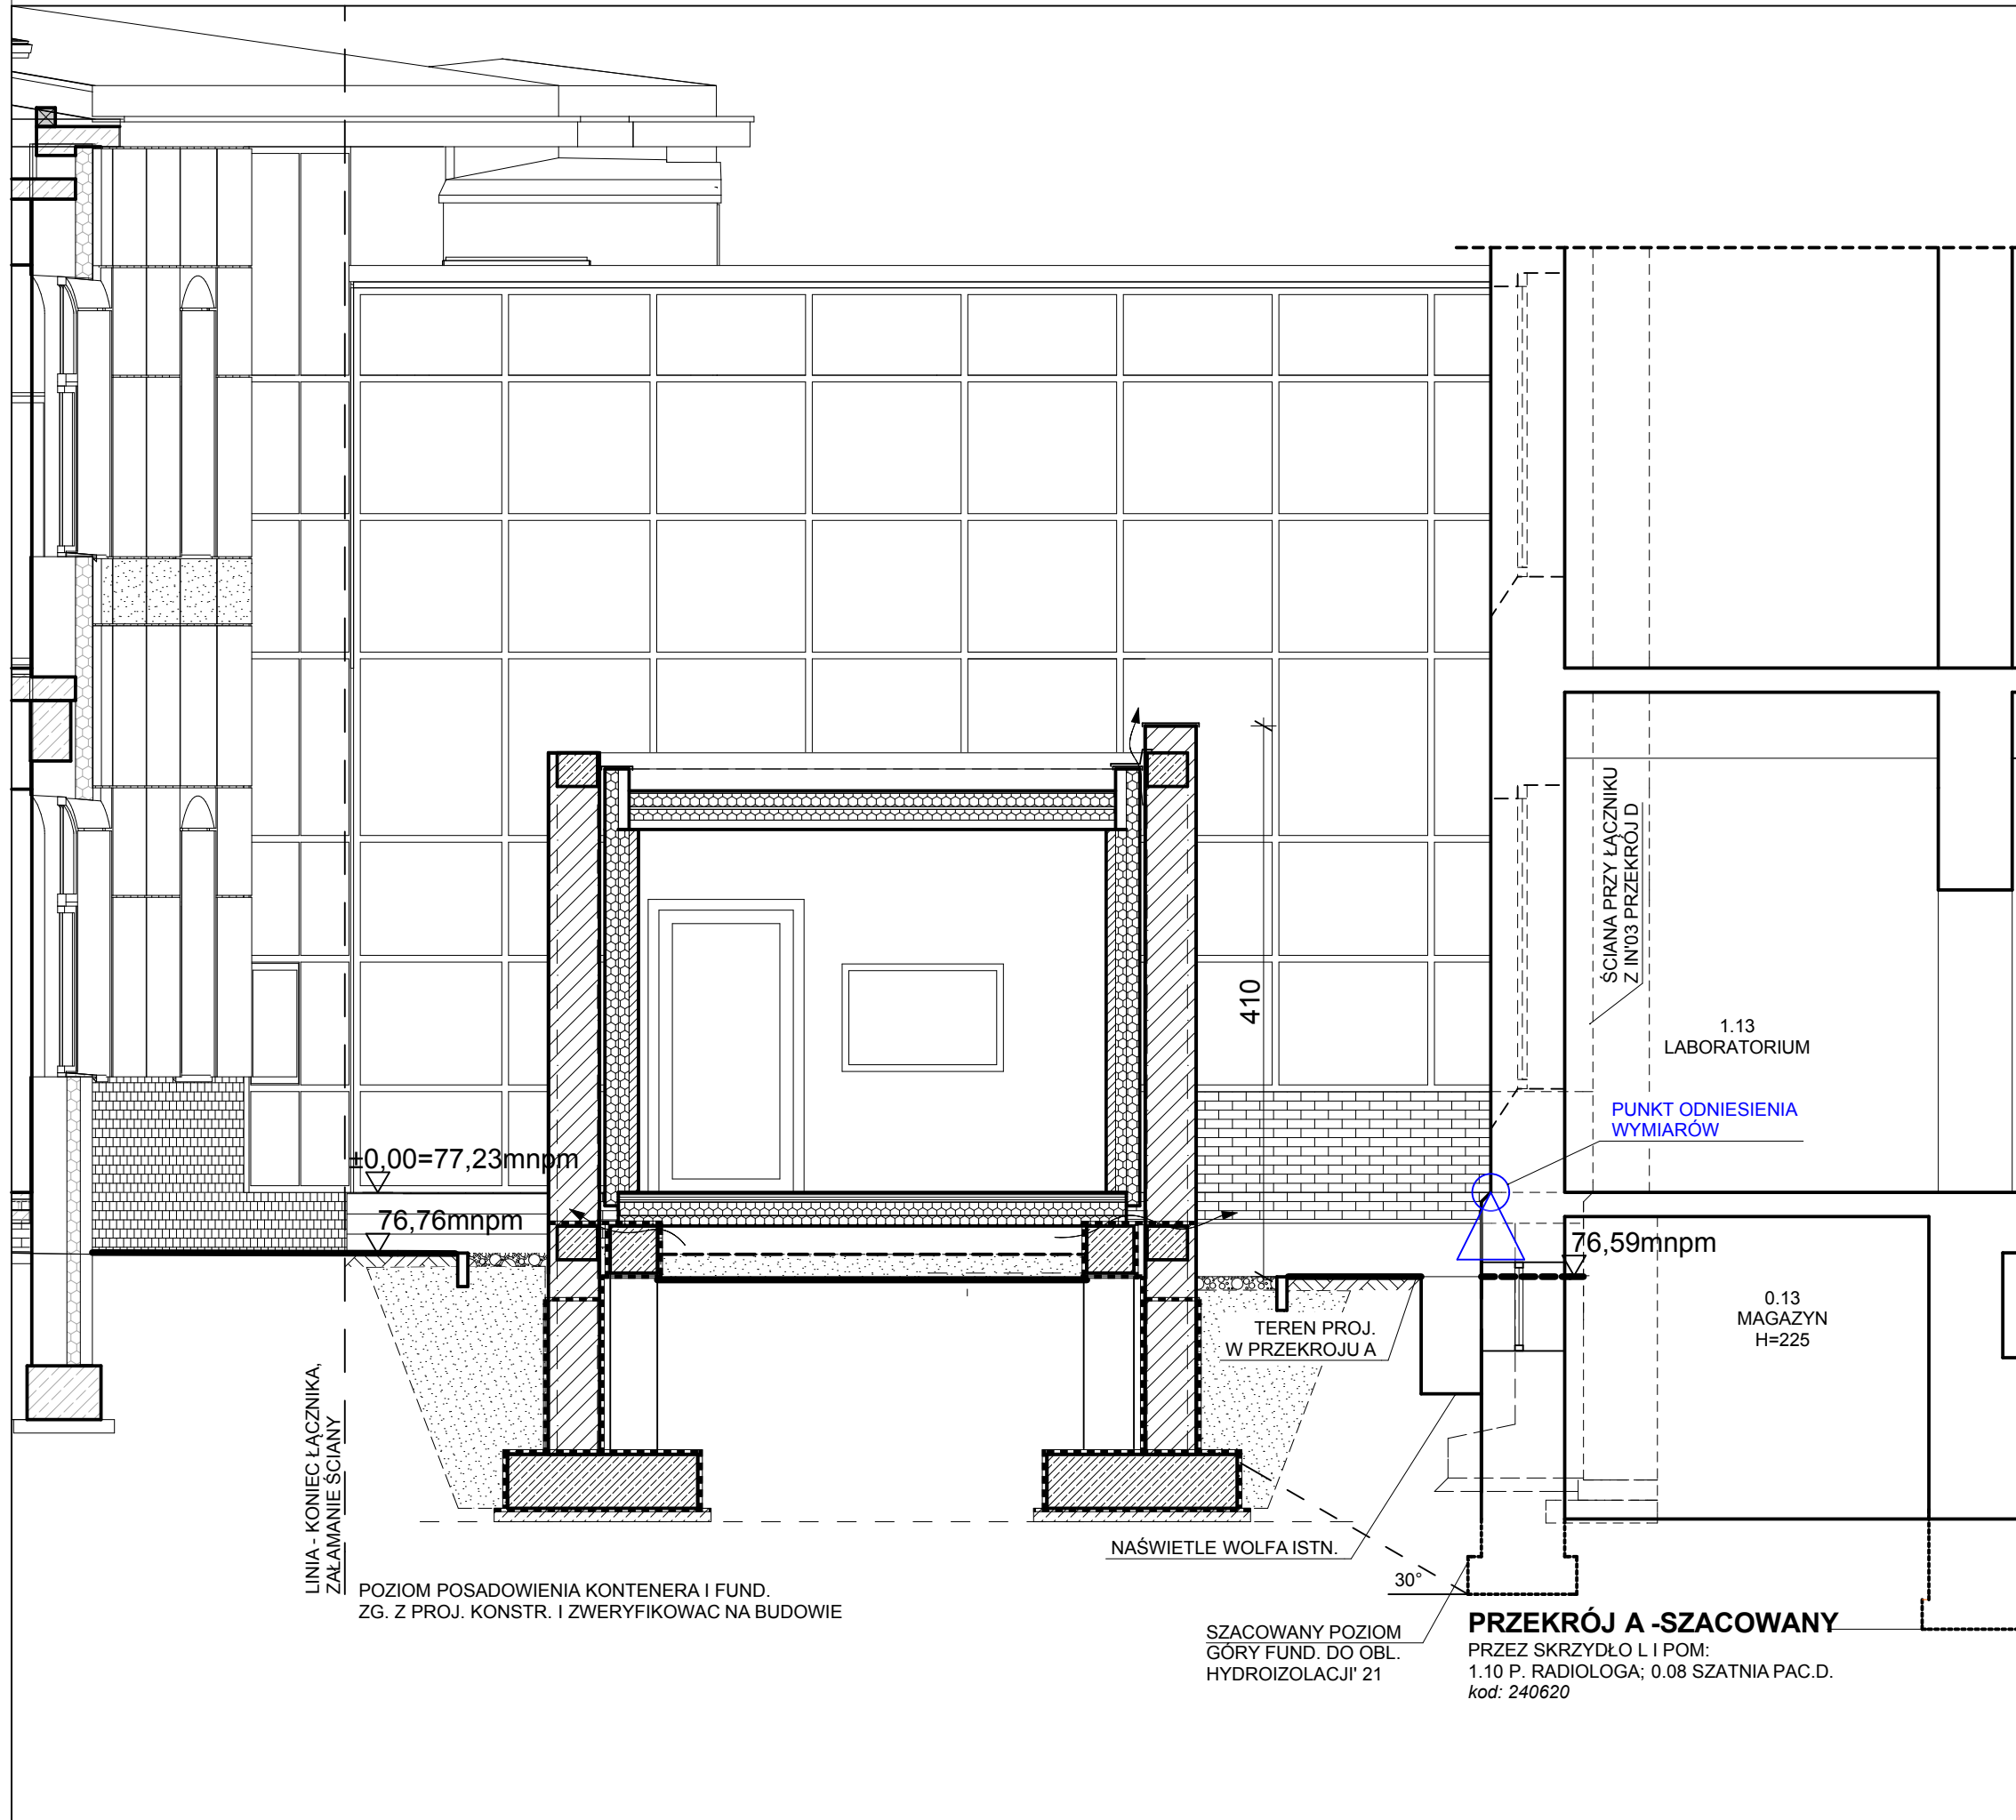 ŚCIANA PRZY ŁĄCZNIKU
Z IN'03 PRZEKRÓJ D
410
1.13
LABORATORIUM
PUNKT ODNIESIENIA
WYMIARÓW
±0,00=77,23mnpm
76,76mnpm
76,59mnpm
0.13
MAGAZYN
H=225
TEREN PROJ.
W PRZEKROJU A
LINIA - KONIEC ŁĄCZNIKA,
ZAŁAMANIE ŚCIANY
NAŚWIETLE WOLFA ISTN.
30°
POZIOM POSADOWIENIA KONTENERA I FUND.
ZG. Z PROJ. KONSTR. I ZWERYFIKOWAC NA BUDOWIE
SZACOWANY POZIOM
GÓRY FUND. DO OBL.
HYDROIZOLACJI' 21
PRZEKRÓJ A -SZACOWANY
PRZEZ SKRZYDŁO L I POM:
1.10 P. RADIOLOGA; 0.08 SZATNIA PAC.D.
kod: 240620